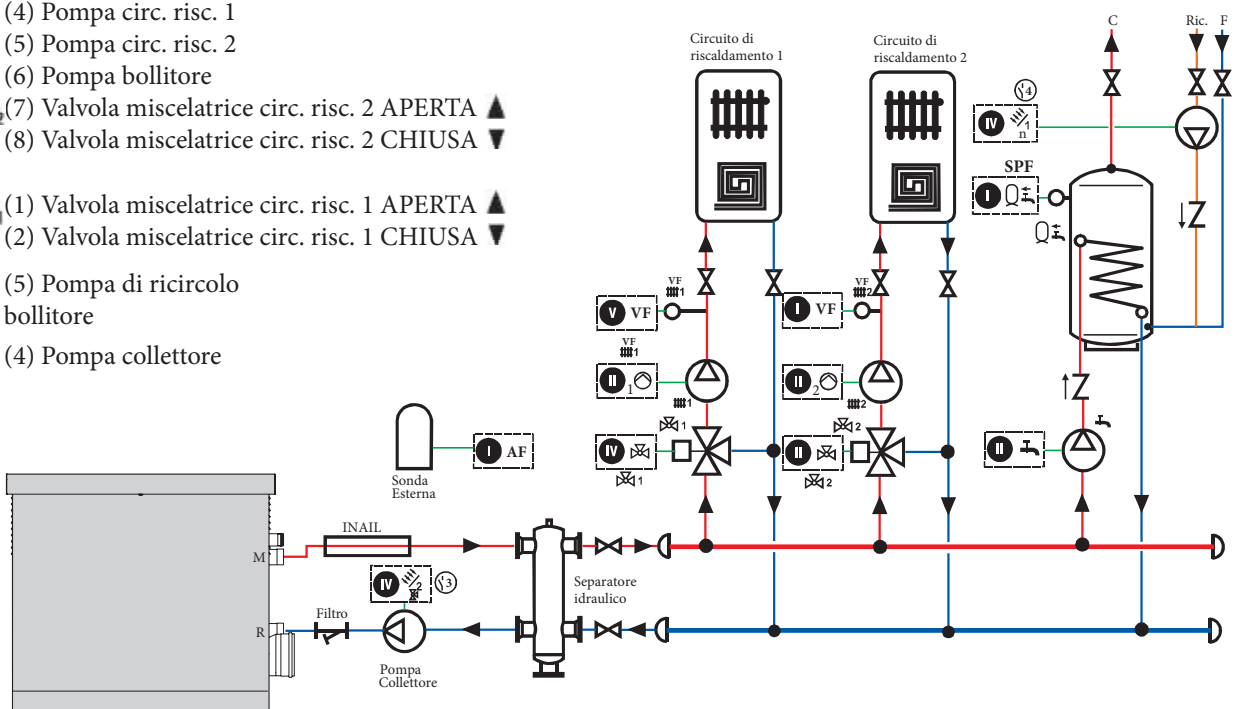 (4) Pompa circ. risc. 1
(5) Pompa circ. risc. 2
(6) Pompa bollitore
(7) Valvola miscelatrice circ. risc. 2 APERTA ▲
(8) Valvola miscelatrice circ. risc. 2 CHIUSA ▼
(1) Valvola miscelatrice circ. risc. 1 APERTA ▲
(2) Valvola miscelatrice circ. risc. 1 CHIUSA ▼
(5) Pompa di ricircolo
bollitore
(4) Pompa collettore
Circuito di
riscaldamento 1
Circuito di
riscaldamento 2
C
Ric.
F
4
IV
1
n
SPF
I
VF
1
V VF
VF
1
VF
2
I VF
II 1
1
II 2
2
1
IV
1
2
II
2
II
Sonda
Esterna
I AF
INAIL
M
R
Filtro
IV
2
3
Pompa
Collettore
Separatore
idraulico